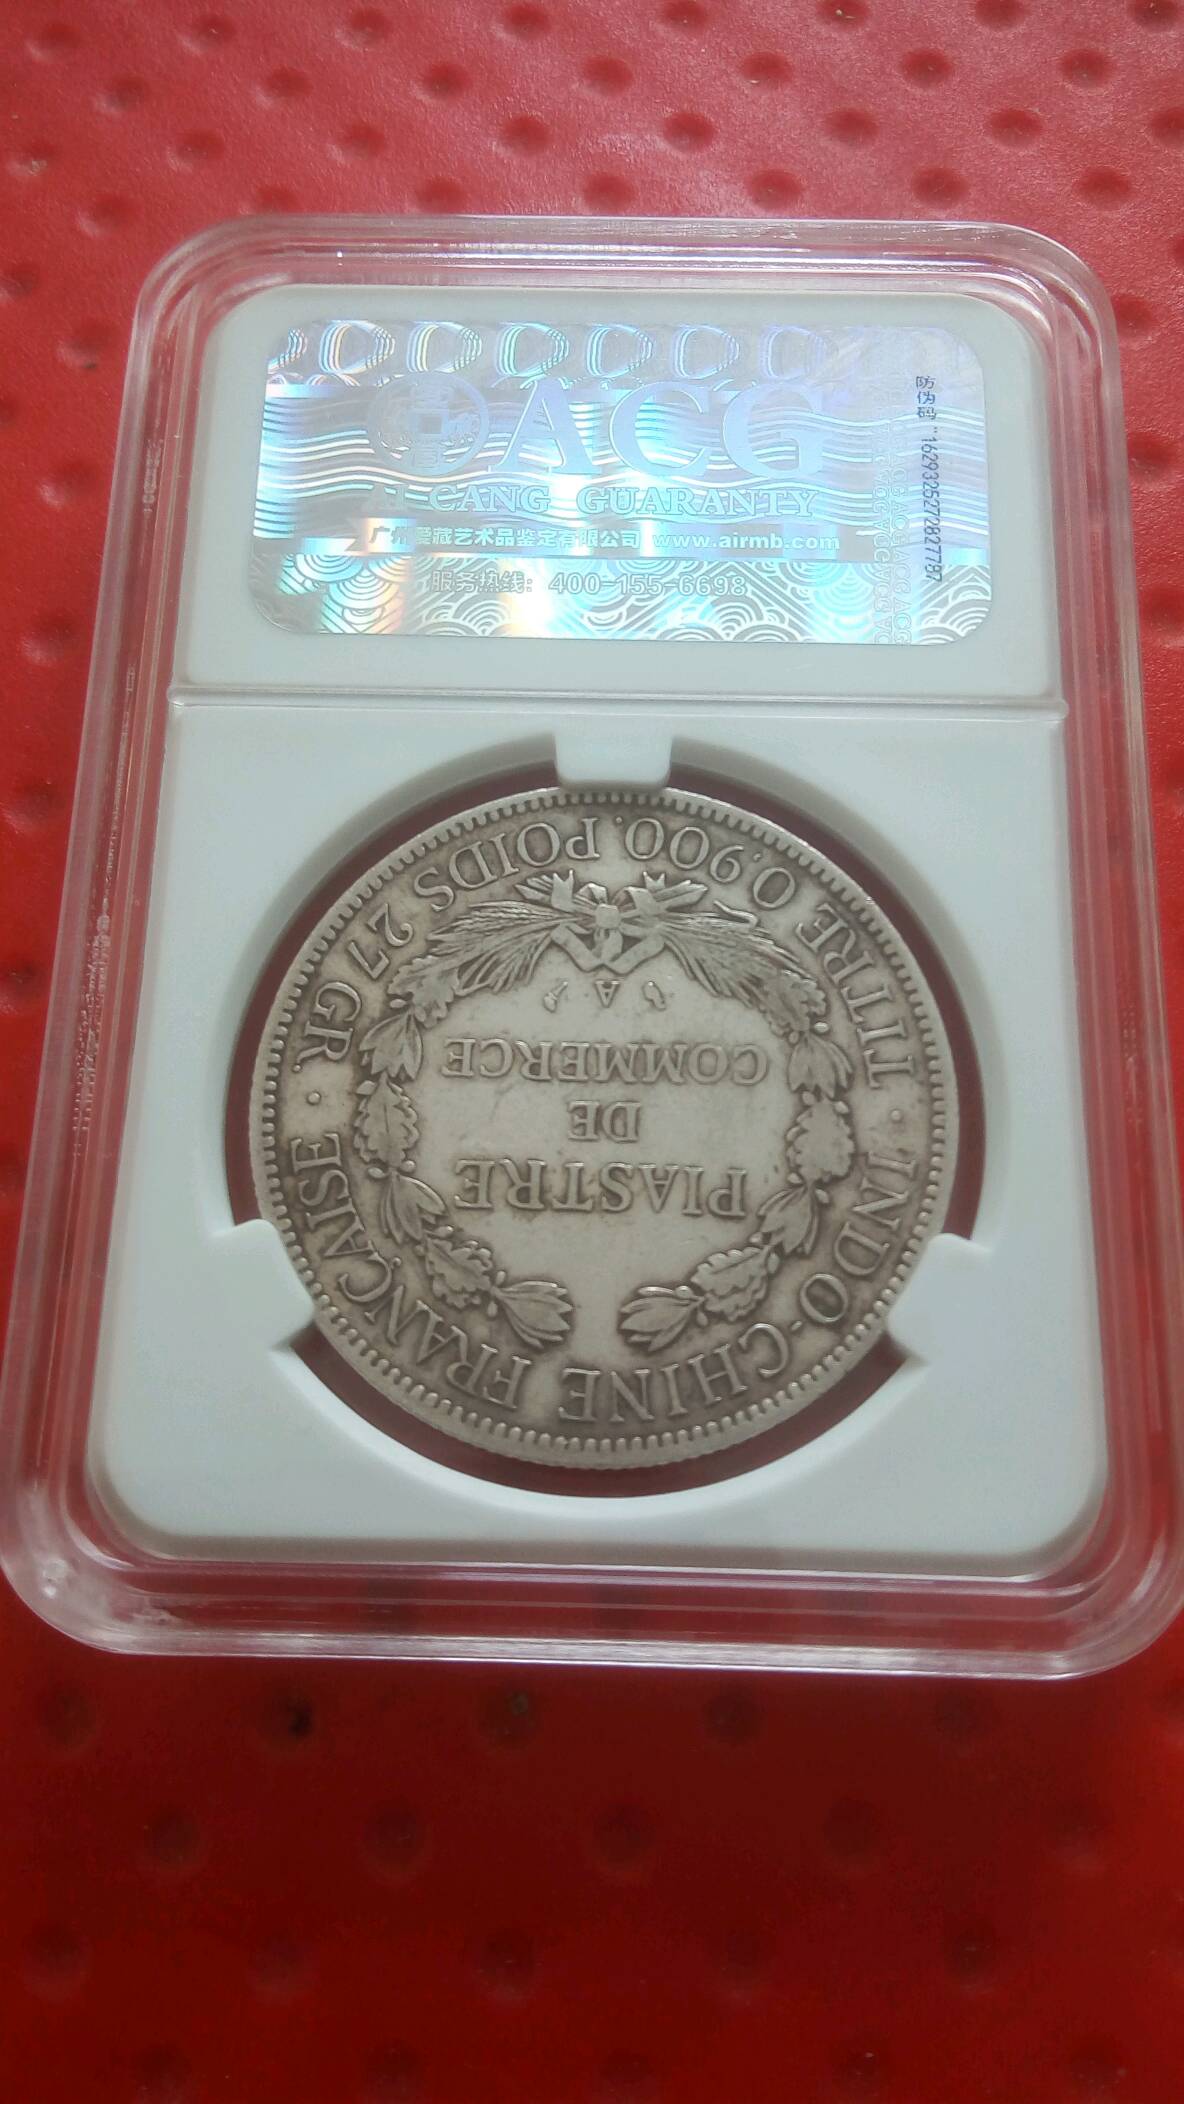 ACG
AI CANG GUARANTY
广州爱藏艺术品鉴定有限公司 www.airmb.com
服务热线：400-155-6698
防伪码：1629325272827787
TITRE 0,900. POIDS 27 GR.
A
COMMERCE
DE
PIASTRE
INDO-CHINE FRANÇAISE